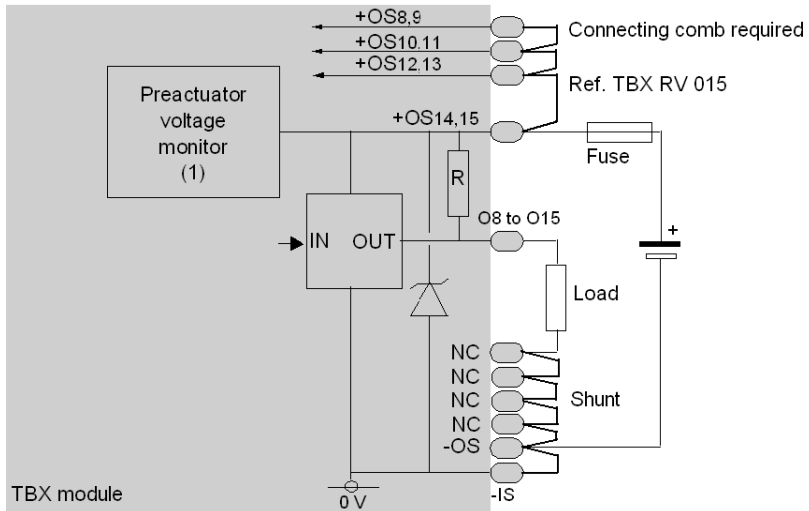 +OS8,9
Connecting comb required
+OS10.11
+OS12.13
Ref. TBX RV 015
Preactuator
voltage
monitor
(1)
+OS14,15
Fuse
R
O8 to O15
+
IN OUT
Load
NC
NC
NC
Shunt
NC
-OS
TBX module
0 V
-IS